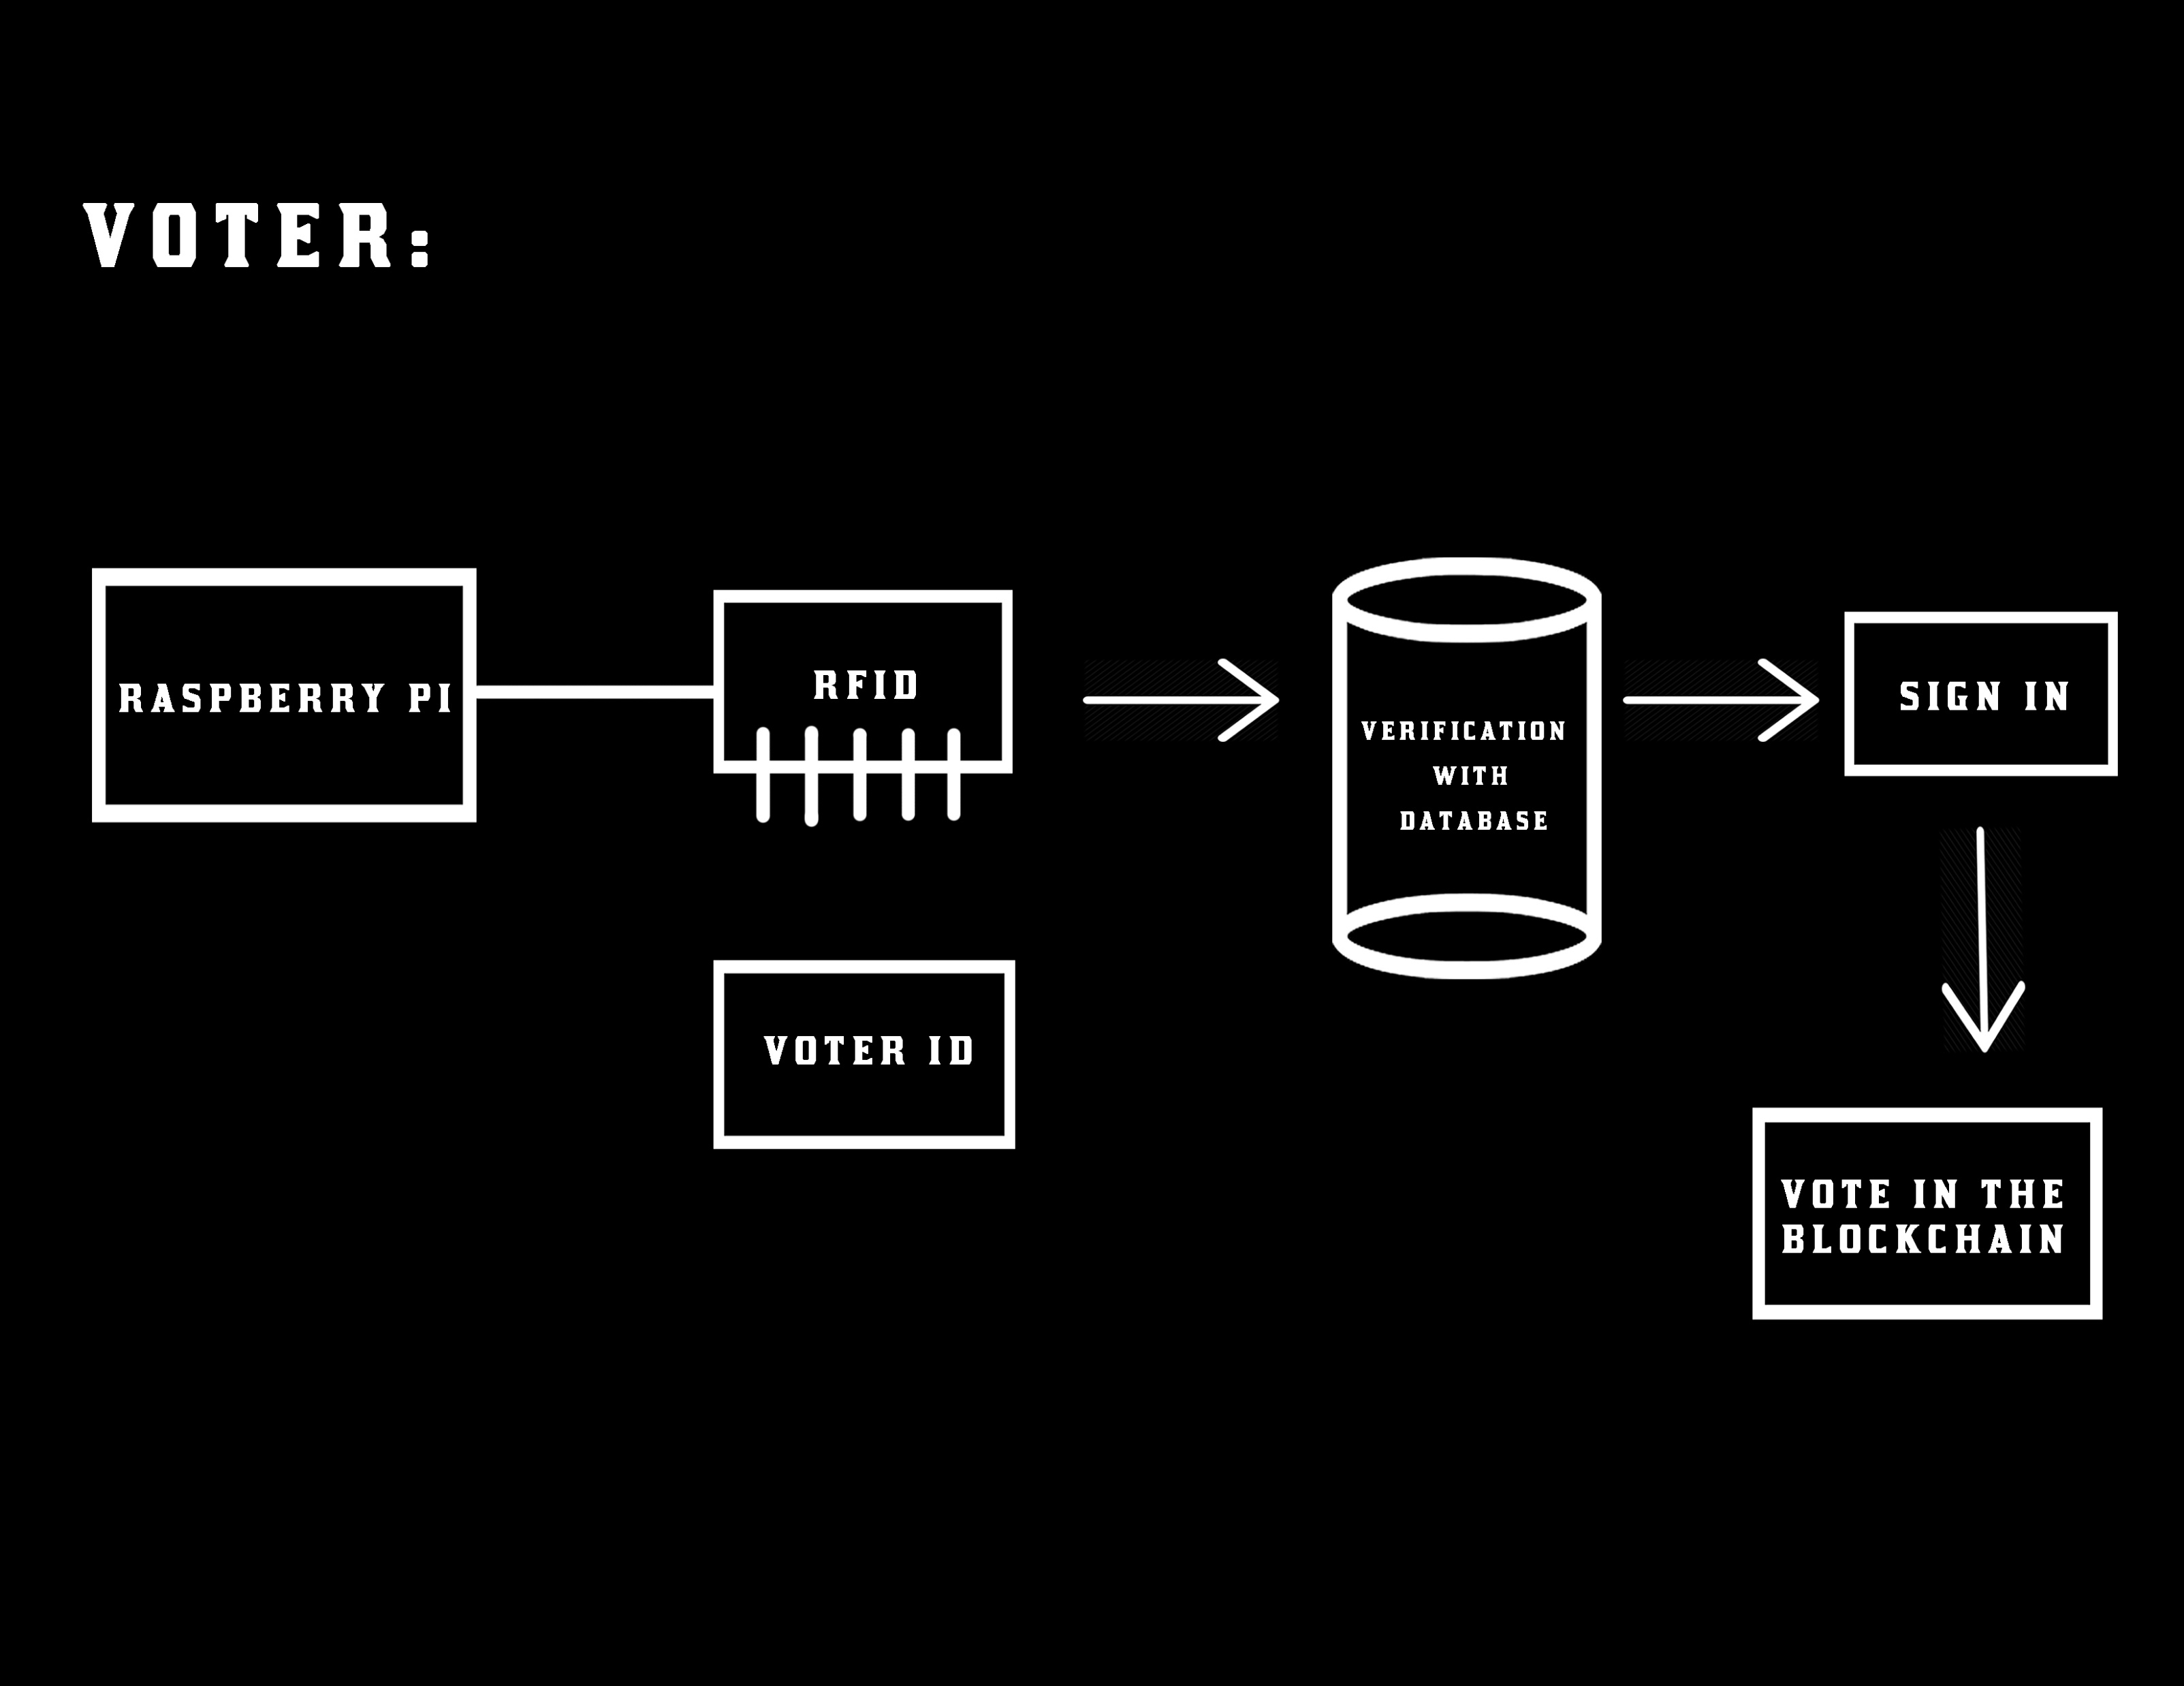 VOTER:
RASPBERRY PI
RFID
VERIFICATION
WITH
DATABASE
SIGN IN
VOTER ID
VOTE IN THE
BLOCKCHAIN